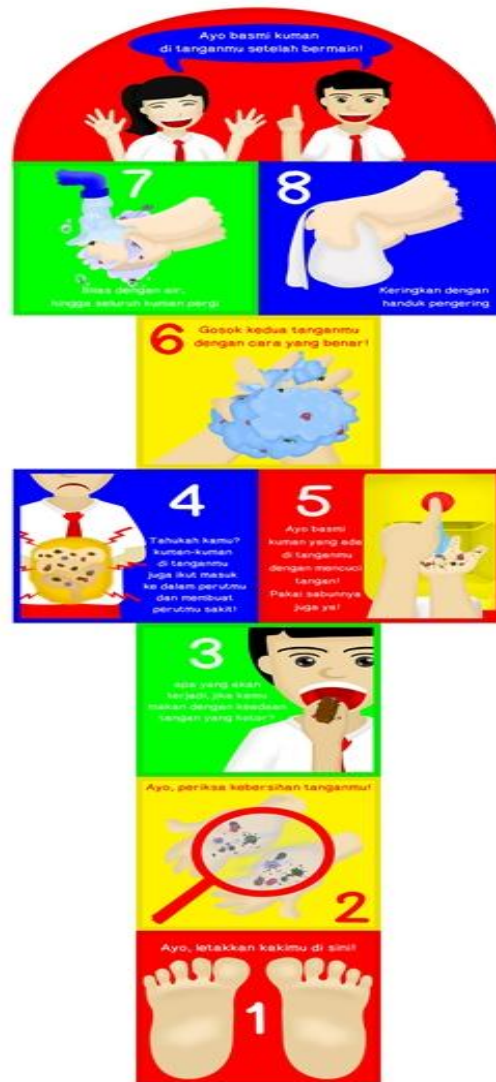 Ayo basmi kuman
di tanganmu setelah bermain!
7
Bilas dengan air,
hingga seluruh kuman pergi
8
Keringkan dengan
handuk pengering
6
Gosok kedua tanganmu
dengan cara yang benar!
4
Tahukah kamu?
kuman-kuman
di tanganmu
juga ikut masuk
ke dalam perutmu
dan membuat
perutmu sakit!
5
Ayo basmi
kuman yang ada
di tanganmu
dengan mencuci
tangan!
Pakai sabunnya
juga ya!
3
apa yang akan
terjadi, jika kamu
makan dengan keadaan
tangan yang kotor?
Ayo, periksa kebersihan tanganmu!
2
Ayo, letakkan kakimu di sini!
1